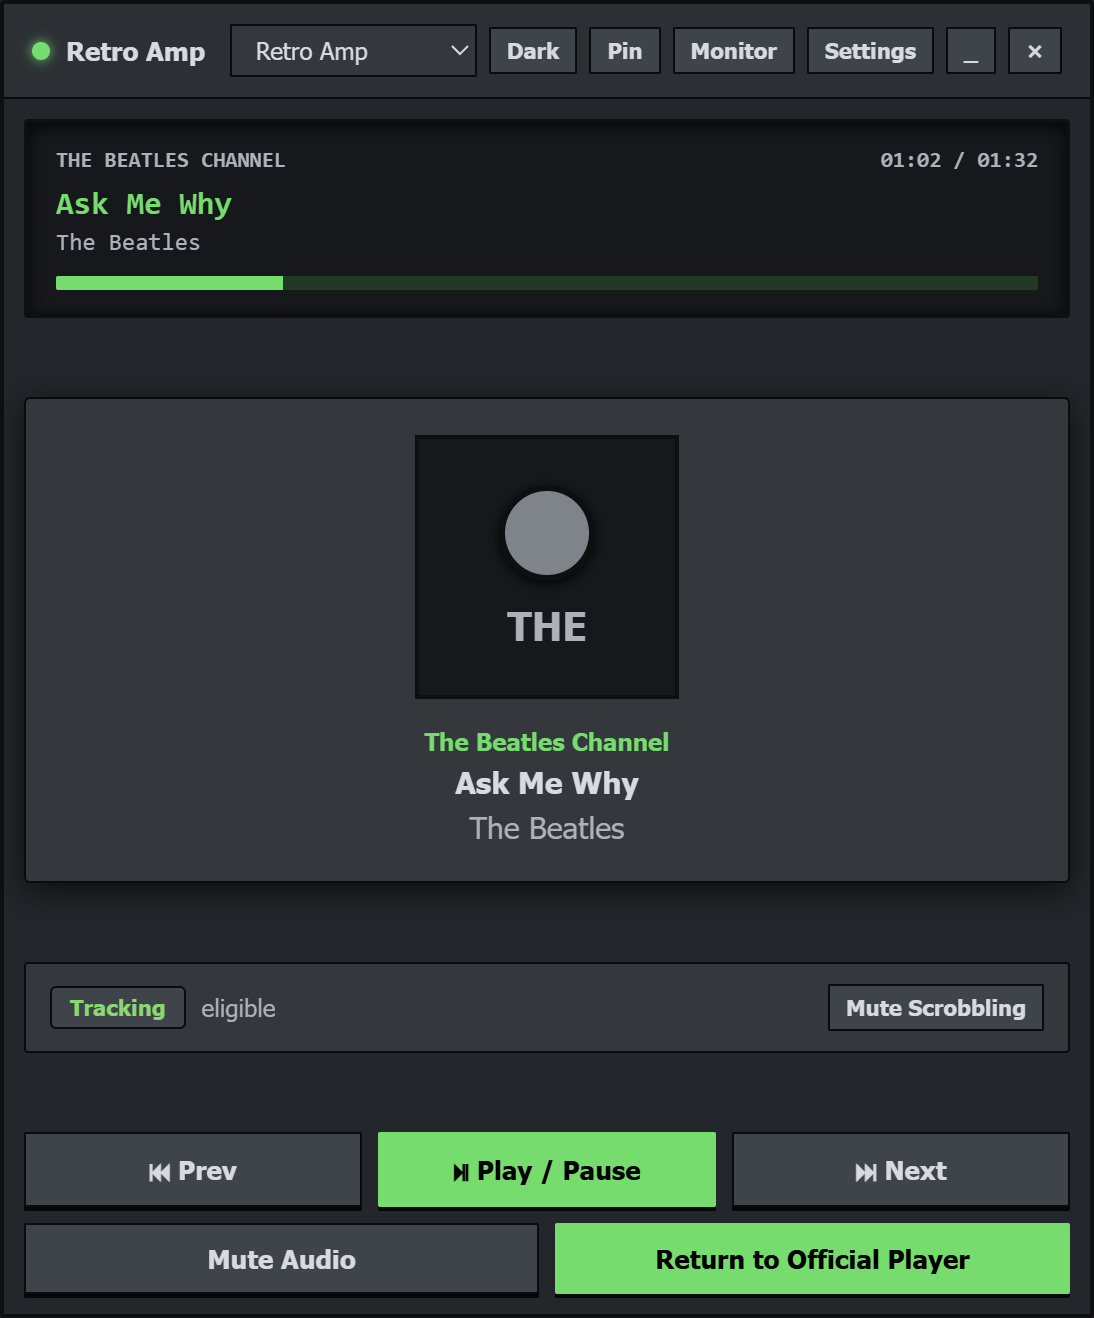 Retro Amp Retro Amp Dark Pin Monitor Settings _ ×
THE BEATLES CHANNEL 01:02 / 01:32
Ask Me Why
The Beatles
THE
The Beatles Channel
Ask Me Why
The Beatles
Tracking eligible Mute Scrobbling
⏮ Prev ⏯ Play / Pause ⏭ Next
Mute Audio Return to Official Player